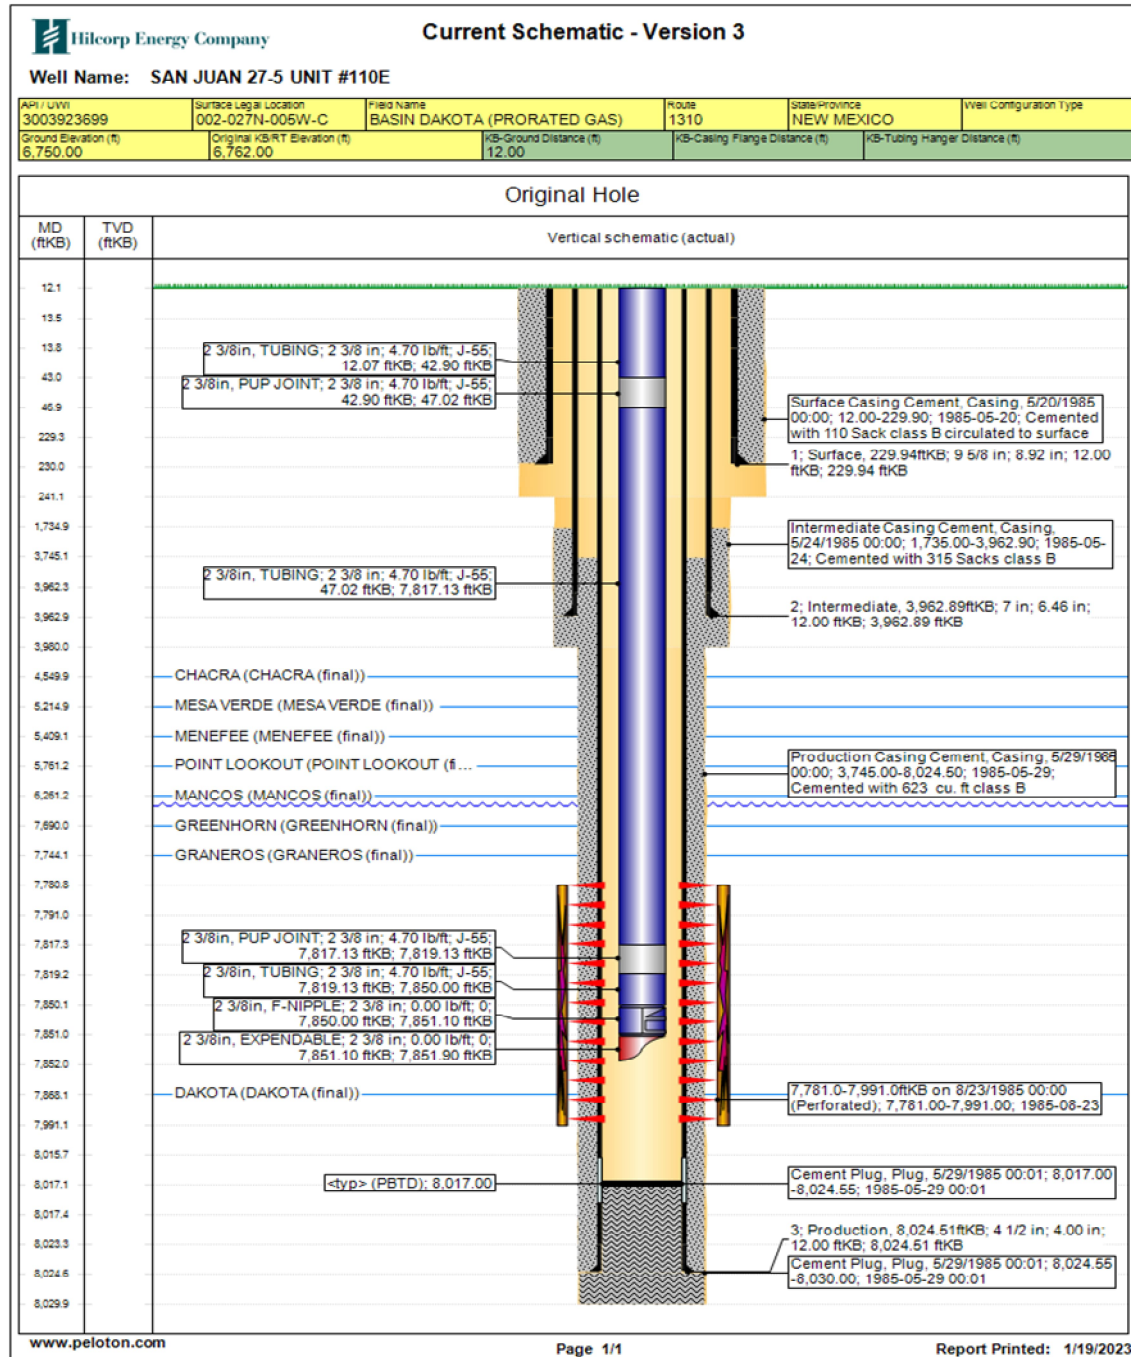 Hilcorp Energy Company
Current Schematic - Version 3
Well Name: SAN JUAN 27-5 UNIT #110E
API / UWI
3003923699
Surface Legal Location
002-027N-005W-C
Field Name
BASIN DAKOTA (PRORATED GAS)
Route
1310
State/Province
NEW MEXICO
Well Configuration Type
Ground Elevation (ft)
6,750.00
Original KB/RT Elevation (ft)
6,762.00
KB-Ground Distance (ft)
12.00
KB-Casing Flange Distance (ft)
KB-Tubing Hanger Distance (ft)
Original Hole
MD
(ftKB)
TVD
(ftKB)
Vertical schematic (actual)
12.1
13.5
13.8
43.0
46.9
229.3
230.0
241.1
1,734.9
3,745.1
3,962.3
3,962.9
3,980.0
4,549.9
5,214.9
5,409.1
5,761.2
6,261.2
7,690.0
7,744.1
7,780.8
7,791.0
7,817.3
7,819.2
7,850.1
7,851.0
7,852.0
7,868.1
7,991.1
8,015.7
8,017.1
8,017.4
8,023.3
8,024.6
8,029.9
2 3/8in, TUBING; 2 3/8 in; 4.70 lb/ft; J-55;
12.07 ftKB; 42.90 ftKB
2 3/8in, PUP JOINT; 2 3/8 in; 4.70 lb/ft; J-55;
42.90 ftKB; 47.02 ftKB
Surface Casing Cement, Casing, 5/20/1985
00:00; 12.00-229.90; 1985-05-20; Cemented
with 110 Sack class B circulated to surface
1; Surface, 229.94ftKB; 9 5/8 in; 8.92 in; 12.00
ftKB; 229.94 ftKB
Intermediate Casing Cement, Casing,
5/24/1985 00:00; 1,735.00-3,962.90; 1985-05-
24; Cemented with 315 Sacks class B
2 3/8in, TUBING; 2 3/8 in; 4.70 lb/ft; J-55;
47.02 ftKB; 7,817.13 ftKB
2; Intermediate, 3,962.89ftKB; 7 in; 6.46 in;
12.00 ftKB; 3,962.89 ftKB
CHACRA (CHACRA (final))
MESA VERDE (MESA VERDE (final))
MENEFEE (MENEFEE (final))
POINT LOOKOUT (POINT LOOKOUT (fi...
Production Casing Cement, Casing, 5/29/1985
00:00; 3,745.00-8,024.50; 1985-05-29;
Cemented with 623 cu. ft class B
MANCOS (MANCOS (final))
GREENHORN (GREENHORN (final))
GRANEROS (GRANEROS (final))
2 3/8in, PUP JOINT; 2 3/8 in; 4.70 lb/ft; J-55;
7,817.13 ftKB; 7,819.13 ftKB
2 3/8in, TUBING; 2 3/8 in; 4.70 lb/ft; J-55;
7,819.13 ftKB; 7,850.00 ftKB
2 3/8in, F-NIPPLE; 2 3/8 in; 0.00 lb/ft; 0;
7,850.00 ftKB; 7,851.10 ftKB
2 3/8in, EXPENDABLE; 2 3/8 in; 0.00 lb/ft; 0;
7,851.10 ftKB; 7,851.90 ftKB
DAKOTA (DAKOTA (final))
7,781.0-7,991.0ftKB on 8/23/1985 00:00
(Perforated); 7,781.00-7,991.00; 1985-08-23
<typ> (PBTD); 8,017.00
Cement Plug, Plug, 5/29/1985 00:01; 8,017.00
-8,024.55; 1985-05-29 00:01
3; Production, 8,024.51ftKB; 4 1/2 in; 4.00 in;
12.00 ftKB; 8,024.51 ftKB
Cement Plug, Plug, 5/29/1985 00:01; 8,024.55
-8,030.00; 1985-05-29 00:01
www.peloton.com
Page 1/1
Report Printed: 1/19/2023